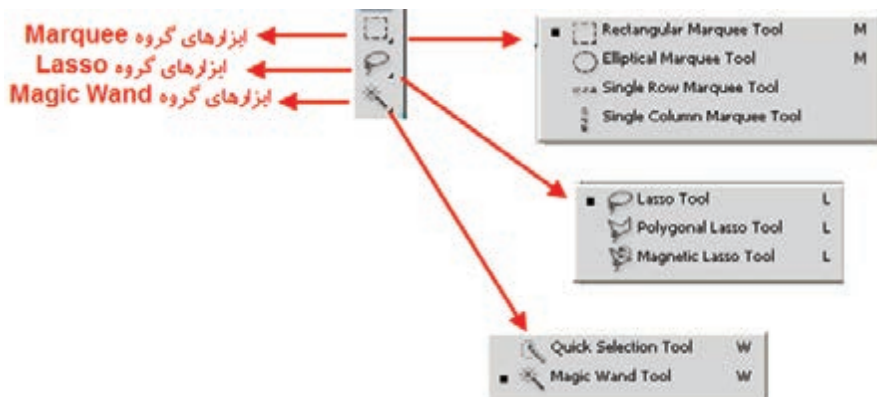 ابزارهای گروه Marquee
ابزارهای گروه Lasso
ابزارهای گروه Magic Wand
Rectangular Marquee Tool M
Elliptical Marquee Tool M
Single Row Marquee Tool
Single Column Marquee Tool
Lasso Tool L
Polygonal Lasso Tool L
Magnetic Lasso Tool L
Quick Selection Tool W
Magic Wand Tool W